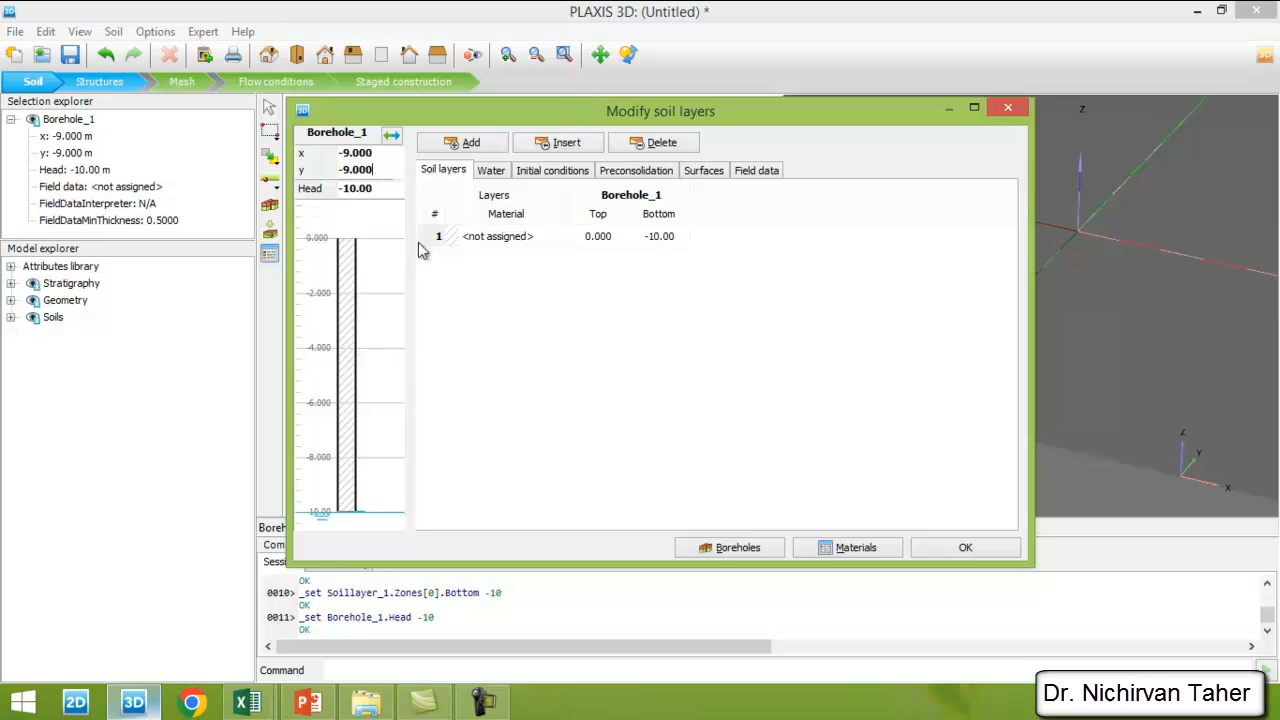 PLAXIS 3D: (Untitled) *
File Edit View Soil Options Expert Help
Soil Structures Mesh Flow conditions Staged construction
Selection explorer
Borehole_1
x: -9.000 m
y: -9.000 m
Head: -10.00 m
Field data: <not assigned>
FieldDataInterpreter: N/A
FieldDataMinThickness: 0.5000
Model explorer
Attributes library
Stratigraphy
Geometry
Soils
Modify soil layers
Borehole_1
x -9.000
y -9.000
Head -10.00
0.000
-2.000
-4.000
-6.000
-8.000
Add Insert Delete
Soil layers Water Initial conditions Preconsolidation Surfaces Field data
Layers Borehole_1
# Material Top Bottom
1 <not assigned> 0.000 -10.00
Boreholes Materials OK
Z
Z
Y
X
Boreh
Com
Sessi
OK
0010> _set Soillayer_1.Zones[0].Bottom -10
OK
0011> _set Borehole_1.Head -10
OK
Command
2D 3D
Dr. Nichirvan Taher